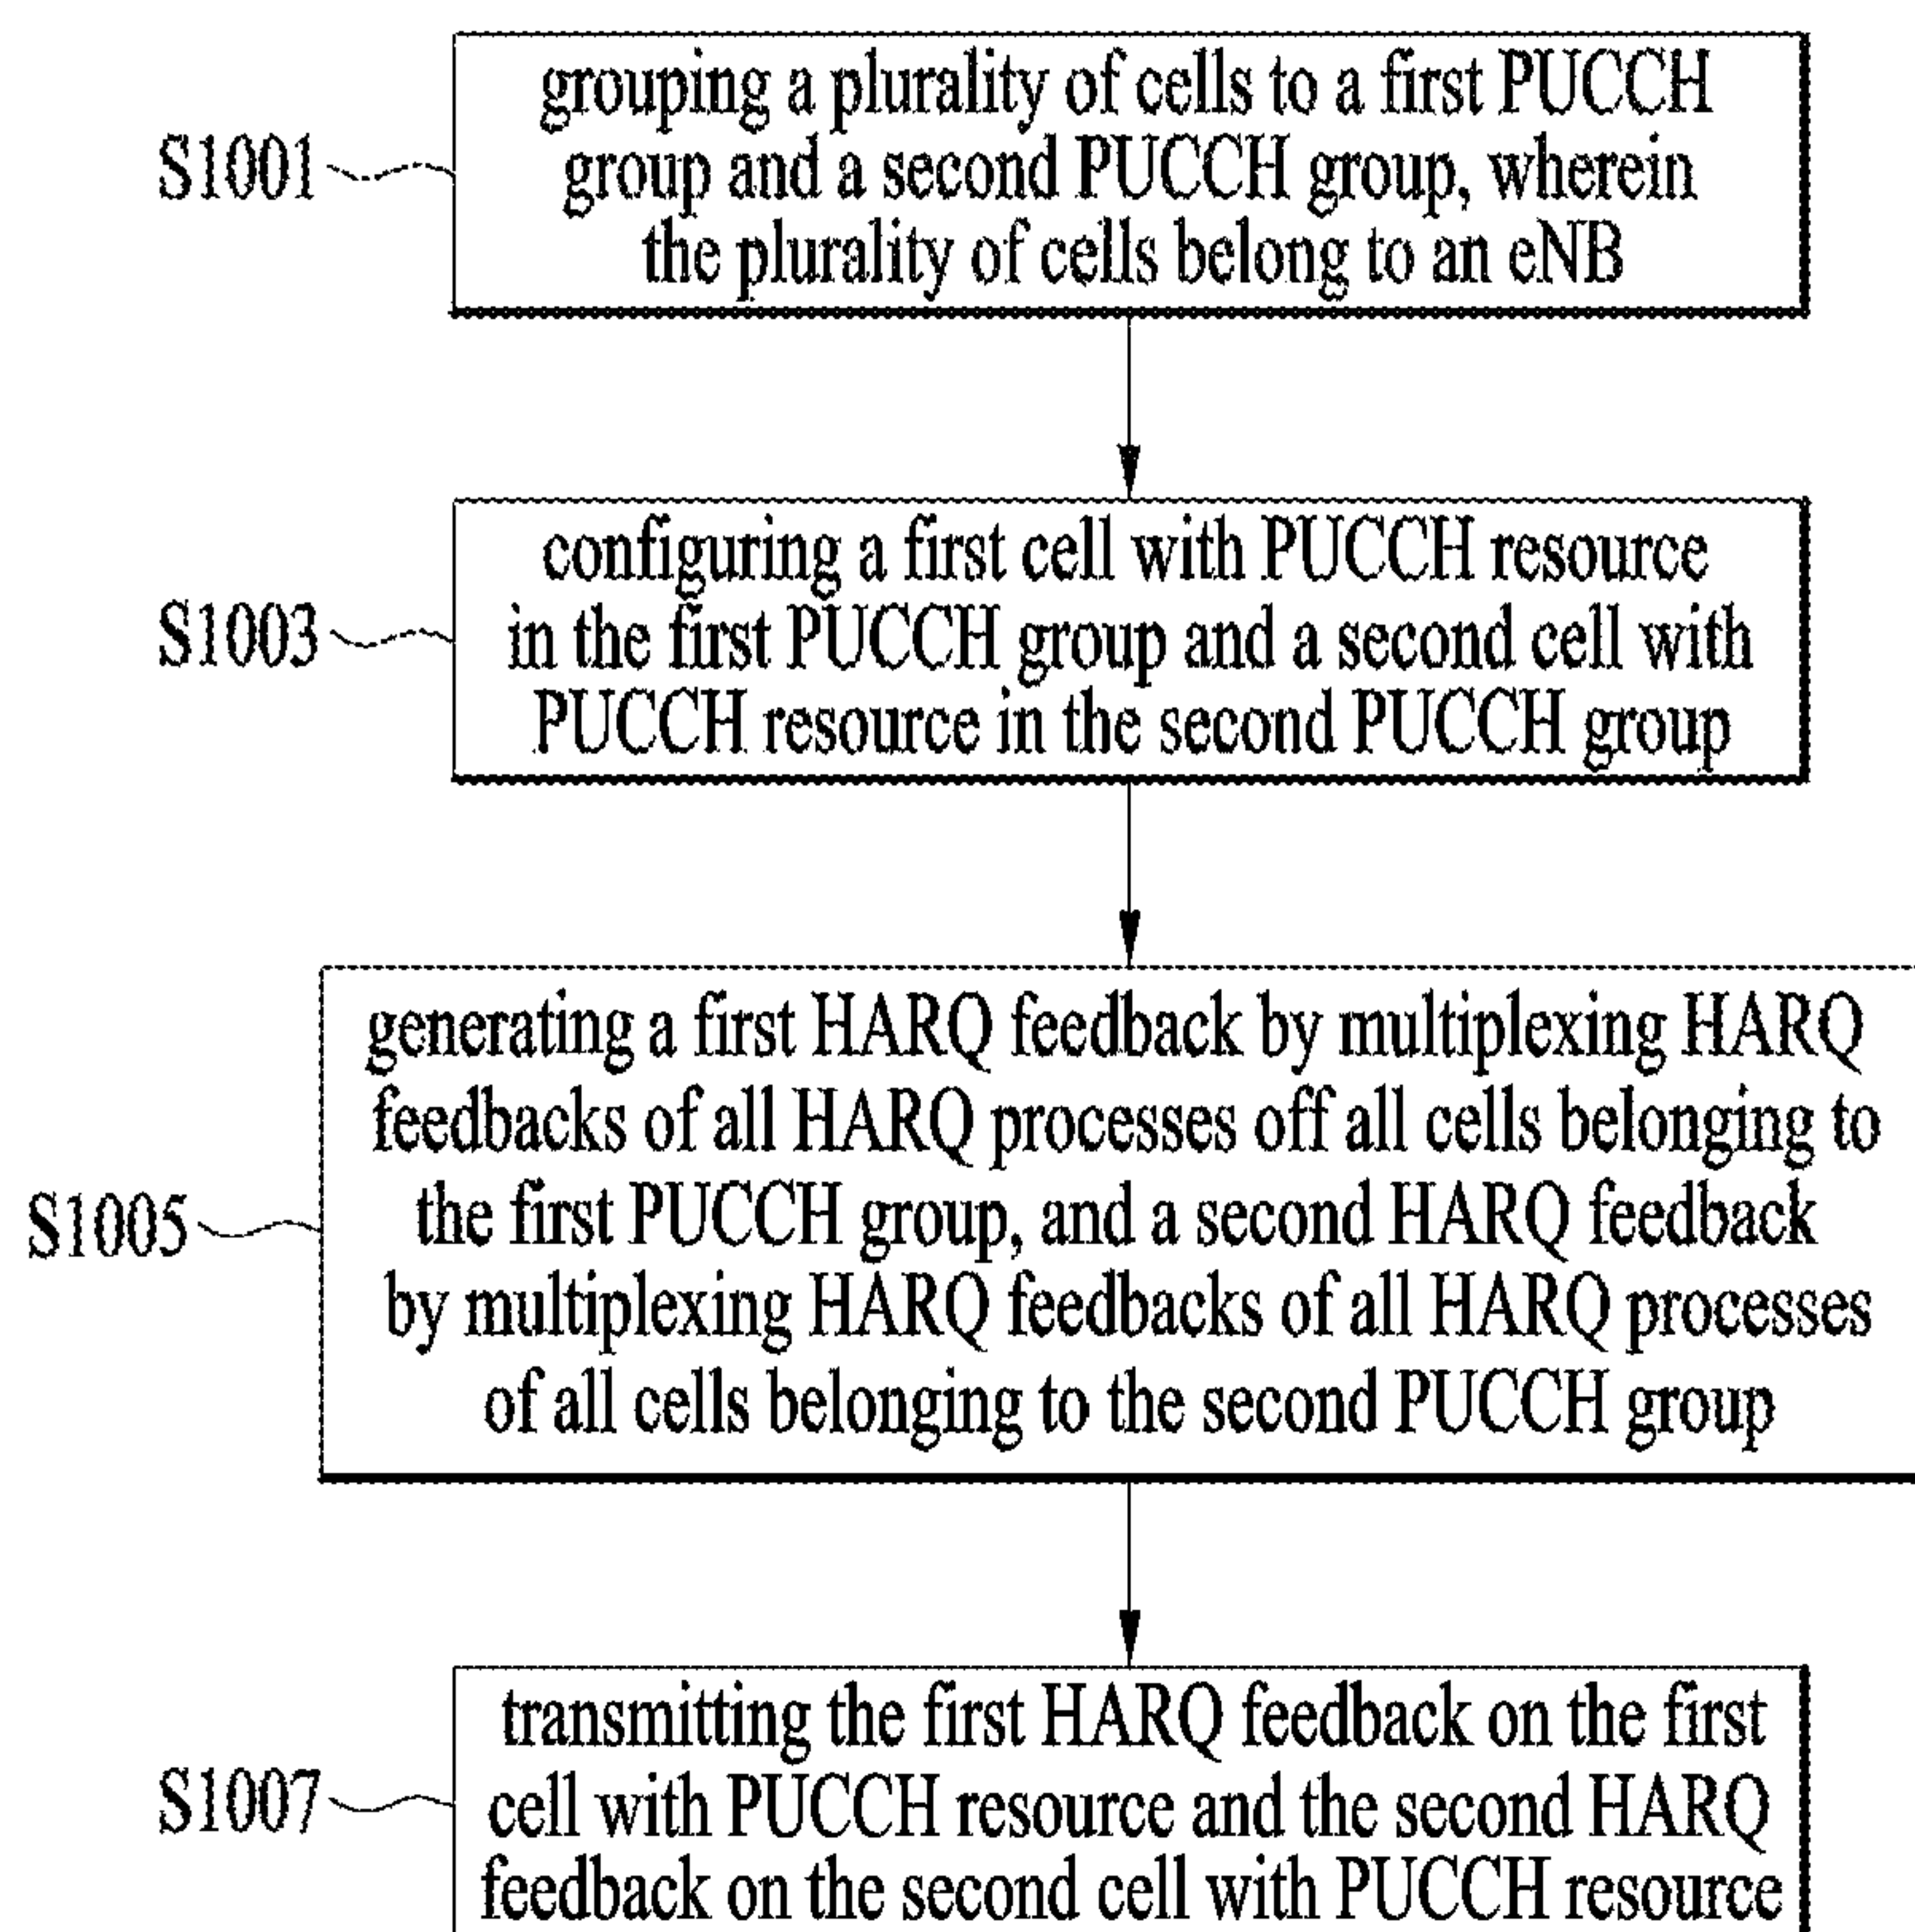 grouping a plurality of cells to a first PUCCH
S1001 group and a second PUCCH group, wherein
the plurality of cells belong to an eNB
configuring a first cell with PUCCH resource
S1003 in the first PUCCH group and a second cell with
PUCCH resource in the second PUCCH group
generating a first HARQ feedback by multiplexing HARQ
feedbacks of all HARQ processes off all cells belonging to
S1005 the first PUCCH group, and a second HARQ feedback
by multiplexing HARQ feedbacks of all HARQ processes
of all cells belonging to the second PUCCH group
transmitting the first HARQ feedback on the first
S1007 cell with PUCCH resource and the second HARQ
feedback on the second cell with PUCCH resource